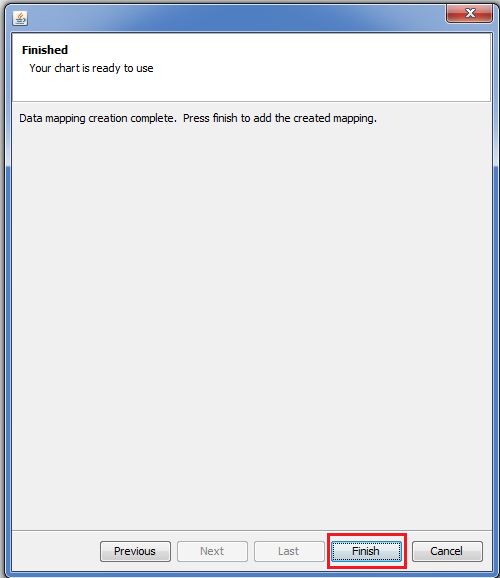 Finished
Your chart is ready to use
Data mapping creation complete.  Press finish to add the created mapping.
Previous Next Last Finish Cancel